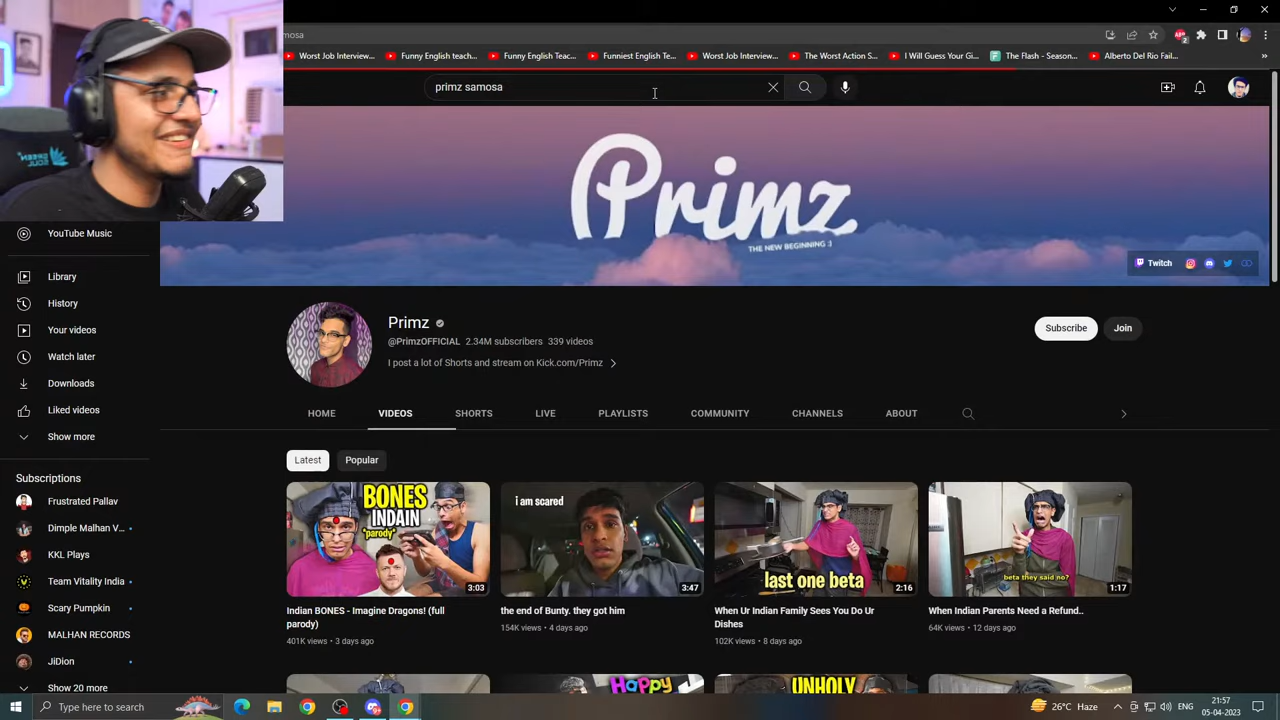 mosa
Worst Job Interview...
Funny English teach...
Funny English Teac...
Funniest English Te...
Worst Job Interview...
The Worst Action S...
I Will Guess Your Gi...
The Flash - Season...
Alberto Del Rio Fail...
primz samosa
Primz
THE NEW BEGINNING :)
Twitch
YouTube Music
Library
History
Your videos
Watch later
Downloads
Liked videos
Show more
Subscriptions
Frustrated Pallav
Dimple Malhan V...
KKL Plays
Team Vitality India
Scary Pumpkin
MALHAN RECORDS
JiDion
Show 20 more
Primz
@PrimzOFFICIAL 2.34M subscribers 339 videos
I post a lot of Shorts and stream on Kick.com/Primz
Subscribe
Join
HOME
VIDEOS
SHORTS
LIVE
PLAYLISTS
COMMUNITY
CHANNELS
ABOUT
Latest
Popular
BONES
INDAIN
*parody*
3:03
Indian BONES - Imagine Dragons! (full
parody)
401K views • 3 days ago
i am scared
3:47
the end of Bunty. they got him
154K views • 4 days ago
last one beta
2:16
When Ur Indian Family Sees You Do Ur
Dishes
102K views • 8 days ago
beta they said no?
1:17
When Indian Parents Need a Refund..
64K views • 12 days ago
Happy
UNHOLY
Type here to search
26°C Haze
ENG
21:57
05-04-2023